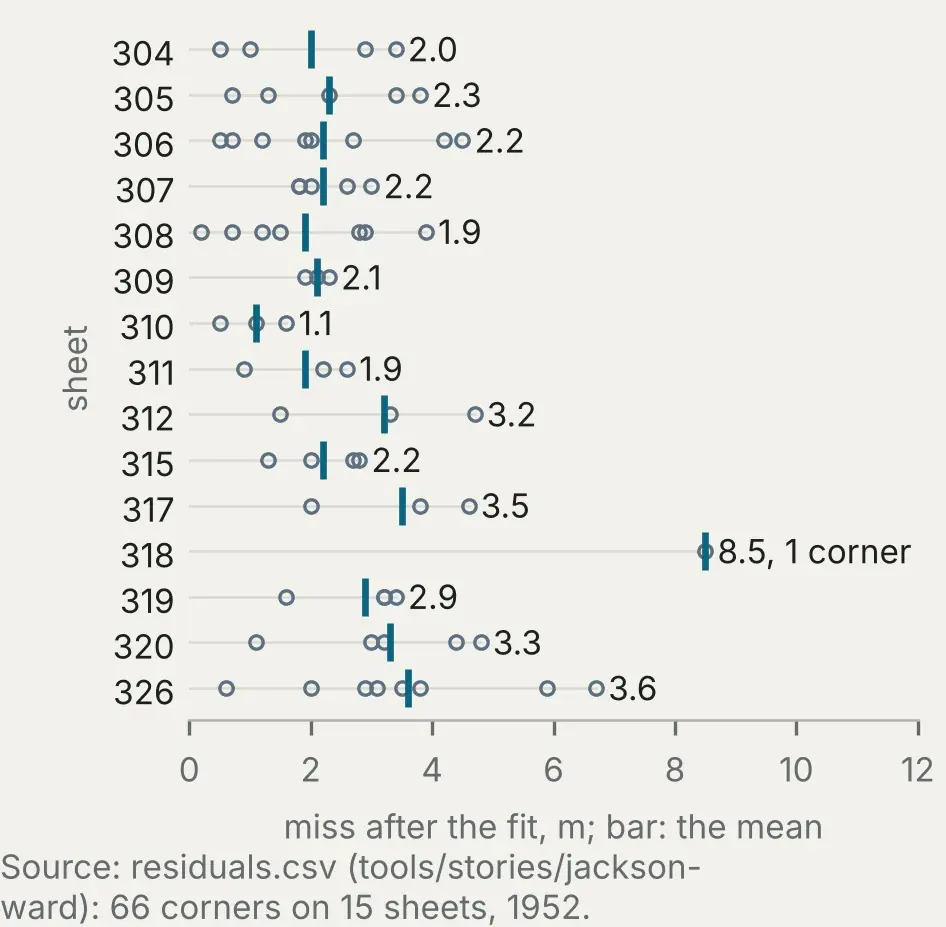 304 2.0
305 2.3
306 2.2
307 2.2
308 1.9
309 2.1
310 1.1
311 1.9
312 3.2
315 2.2
317 3.5
318 8.5, 1 corner
319 2.9
320 3.3
326 3.6
sheet
0 2 4 6 8 10 12
miss after the fit, m; bar: the mean
Source: residuals.csv (tools/stories/jackson-
ward): 66 corners on 15 sheets, 1952.